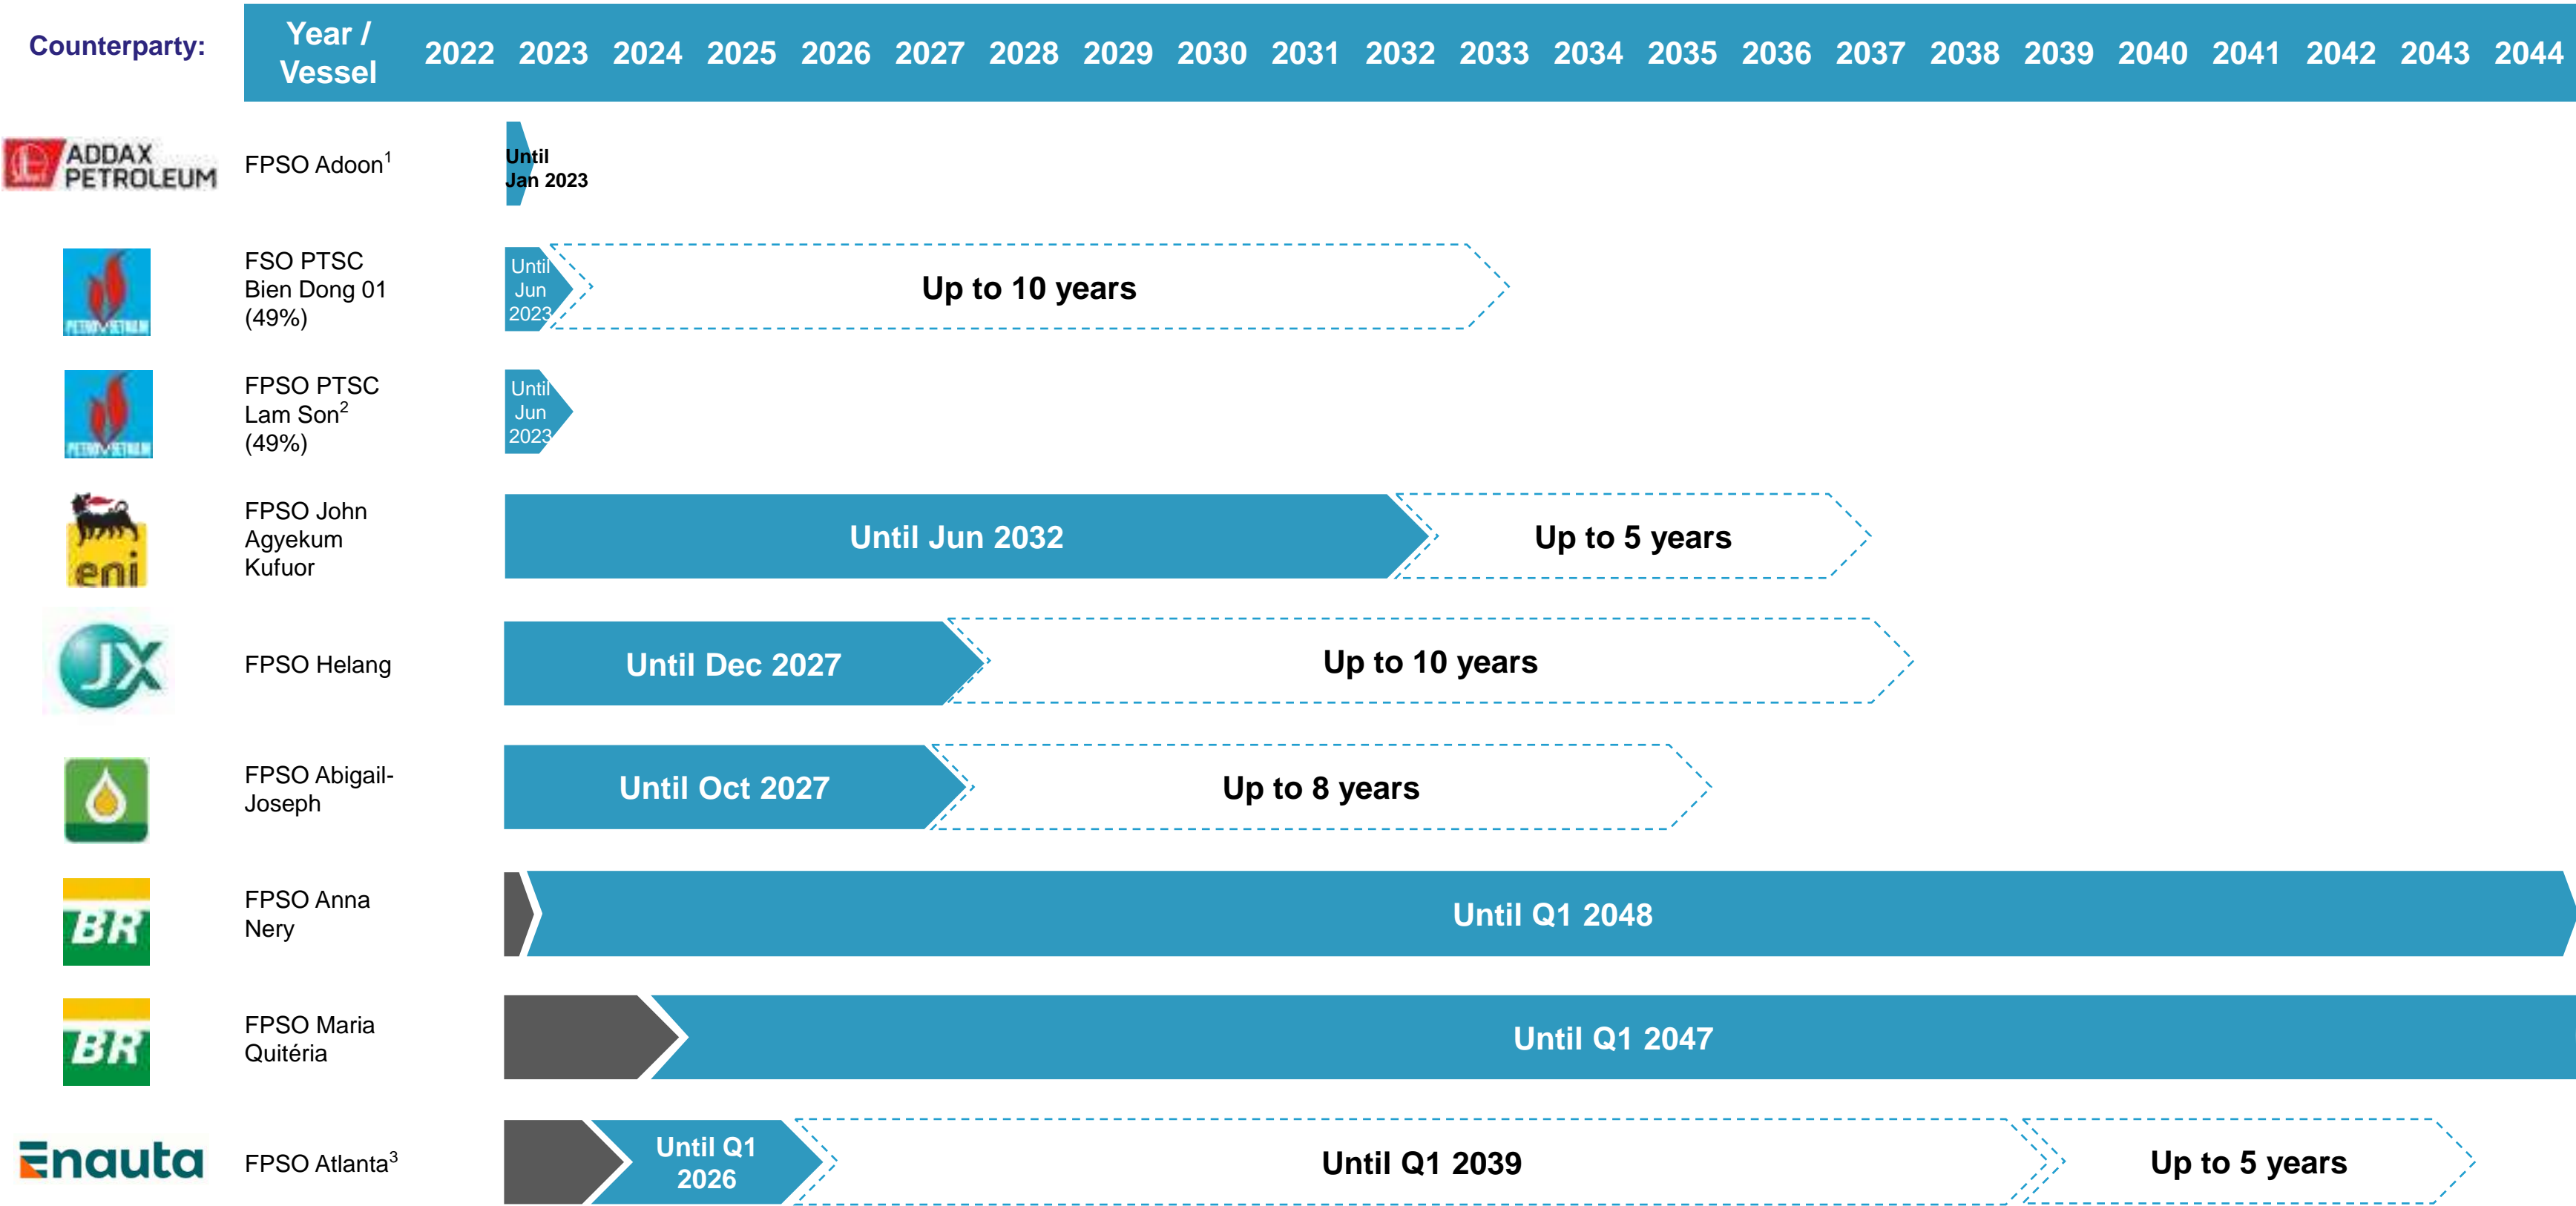 Counterparty:
Year /
Vessel
2022 2023 2024 2025 2026 2027 2028 2029 2030 2031 2032 2033 2034 2035 2036 2037 2038 2039 2040 2041 2042 2043 2044
ADDAX
PETROLEUM
FPSO Adoon¹
Until
Jan 2023
PETROVIETNAM
FSO PTSC
Bien Dong 01
(49%)
Until
Jun
2023
Up to 10 years
PETROVIETNAM
FPSO PTSC
Lam Son²
(49%)
Until
Jun
2023
eni
FPSO John
Agyekum
Kufuor
Until Jun 2032
Up to 5 years
JX
FPSO Helang
Until Dec 2027
Up to 10 years
FPSO Abigail-
Joseph
Until Oct 2027
Up to 8 years
BR
FPSO Anna
Nery
Until Q1 2048
BR
FPSO Maria
Quitéria
Until Q1 2047
Enauta
FPSO Atlanta³
Until Q1
2026
Until Q1 2039
Up to 5 years